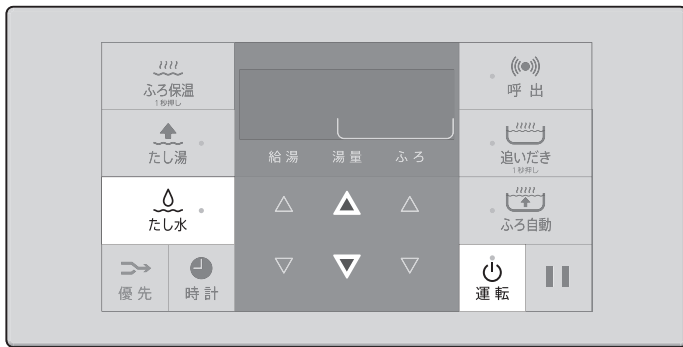 ふろ保温
1秒押し
たし湯
たし水
優先
時計
給湯 湯量 ふろ
呼出
追いだき
1秒押し
ふろ自動
運転